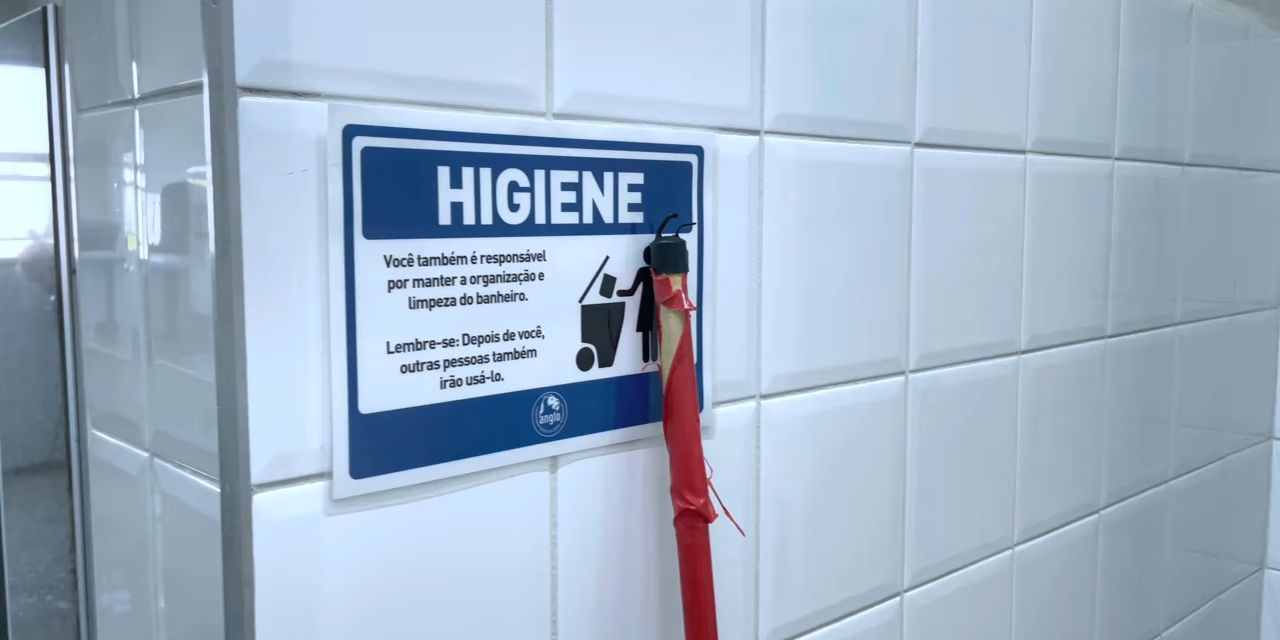 HIGIENE
Você também é responsável
por manter a organização e
limpeza do banheiro.
Lembre-se: Depois de você,
outras pessoas também
irão usá-lo.
anglo